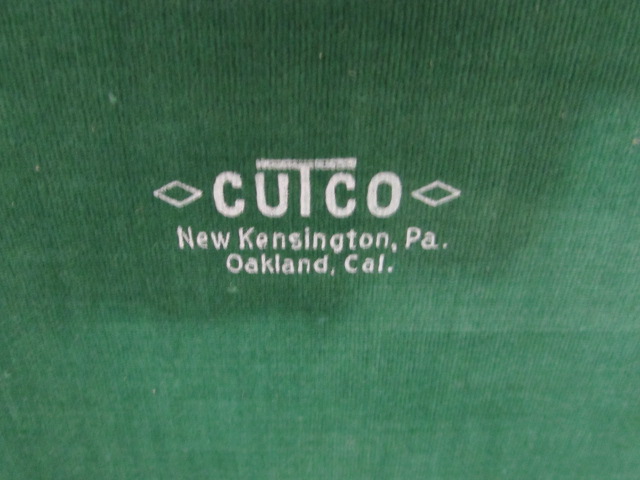 CUTCO
New Kensington, Pa.
Oakland, Cal.